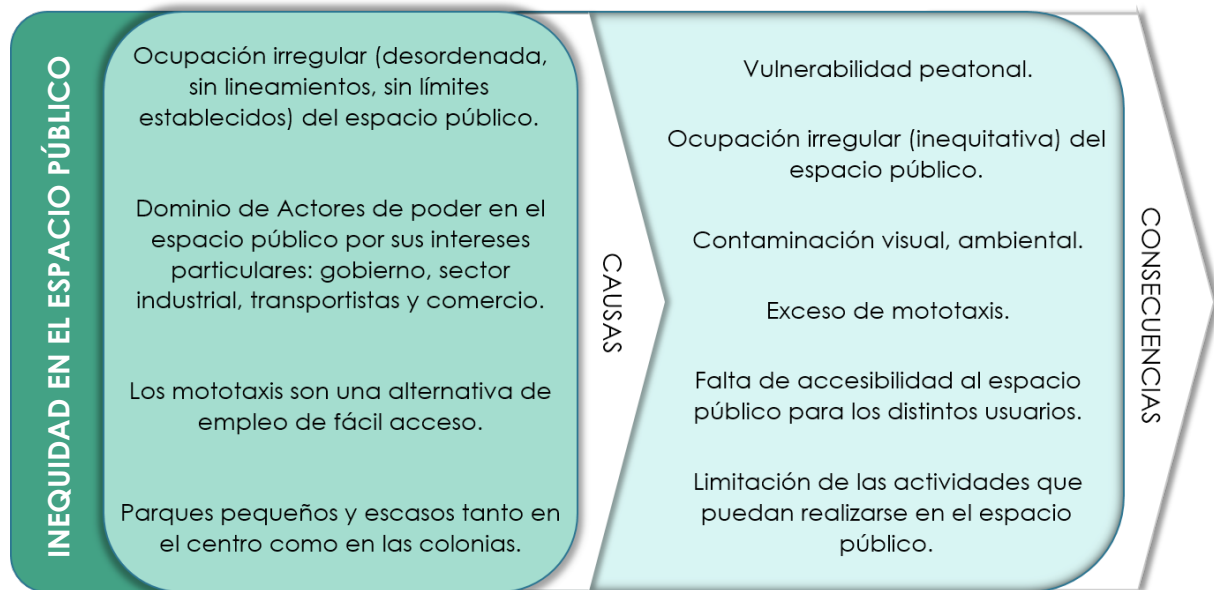 INEQUIDAD EN EL ESPACIO PÚBLICO
Ocupación irregular (desordenada,
sin lineamientos, sin límites
establecidos) del espacio público.
Dominio de Actores de poder en el
espacio público por sus intereses
particulares: gobierno, sector
industrial, transportistas y comercio.
Los mototaxis son una alternativa de
empleo de fácil acceso.
Parques pequeños y escasos tanto en
el centro como en las colonias.
CAUSAS
Vulnerabilidad peatonal.
Ocupación irregular (inequitativa) del
espacio público.
Contaminación visual, ambiental.
Exceso de mototaxis.
Falta de accesibilidad al espacio
público para los distintos usuarios.
Limitación de las actividades que
puedan realizarse en el espacio
público.
CONSECUENCIAS